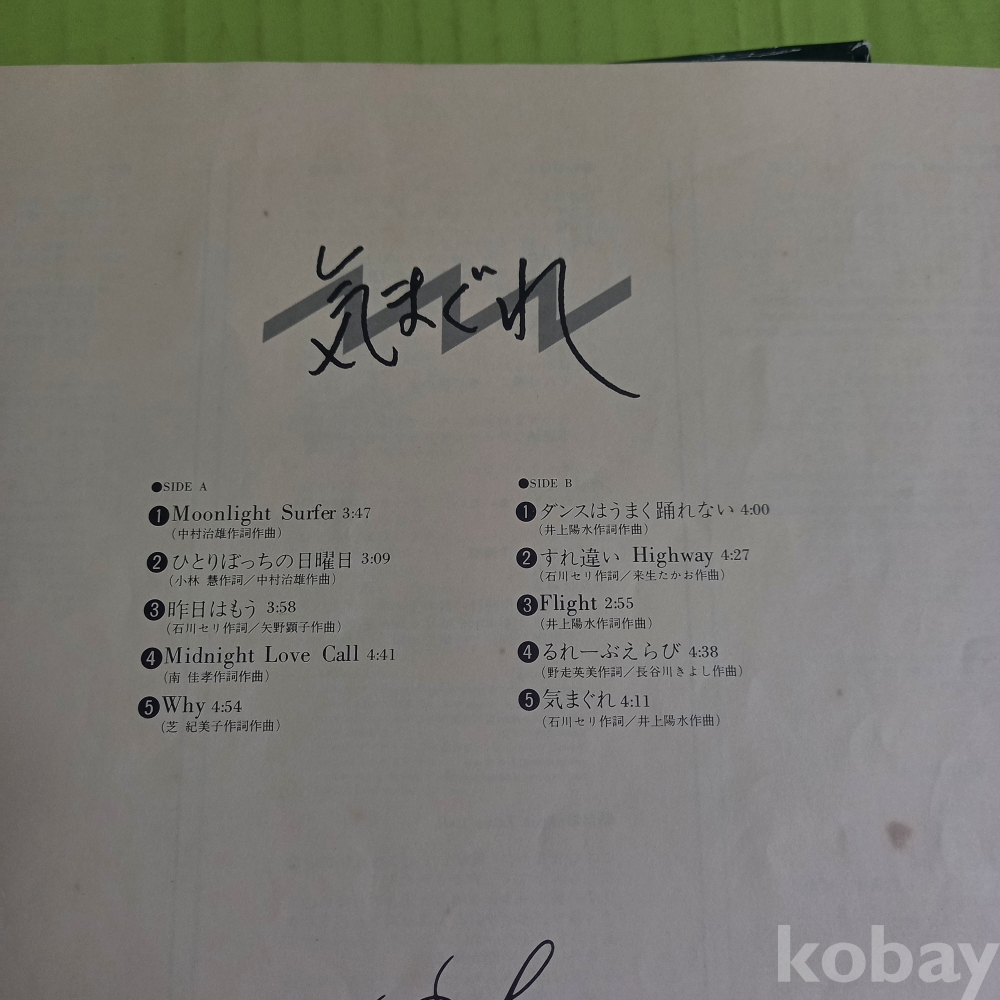 気まぐれ
●SIDE A
❶Moonlight Surfer 3:47
(中村治雄作詞作曲)
❷ひとりぼっちの日曜日 3:09
(小林 慧作詞/中村治雄作曲)
❸昨日はもう 3:58
(石川セリ作詞/矢野顕子作曲)
❹Midnight Love Call 4:41
(南 佳孝作詞作曲)
❺Why 4:54
(芝 紀美子作詞作曲)
●SIDE B
❶ダンスはうまく踊れない 4:00
(井上陽水作詞作曲)
❷すれ違い Highway 4:27
(石川セリ作詞/来生たかお作曲)
❸Flight 2:55
(井上陽水作詞作曲)
❹るれーぶえらび 4:38
(野走英美作詞/長谷川きよし作曲)
❺気まぐれ 4:11
(石川セリ作詞/井上陽水作曲)
kobay